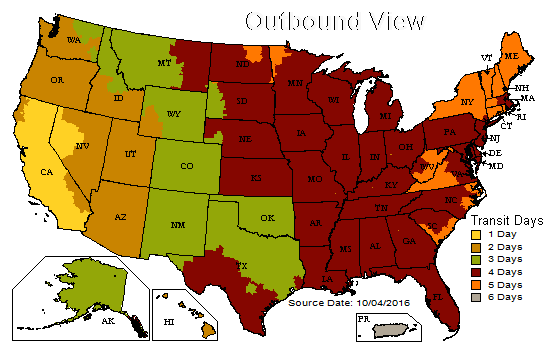 Outbound View
WA
MT
ND
MN
VT
ME
OR
ID
SD
WI
MI
NY
NH
MA
RI
CT
WY
NE
IA
PA
NJ
NV
UT
CO
IL
IN
OH
DE
MD
CA
KS
MO
WV
VA
KY
AZ
NM
OK
TN
NC
AR
SC
TX
LA
MS
AL
GA
FL
AK
HI
PR
Transit Days
1 Day
2 Days
3 Days
4 Days
5 Days
6 Days
Source Date: 10/04/2016